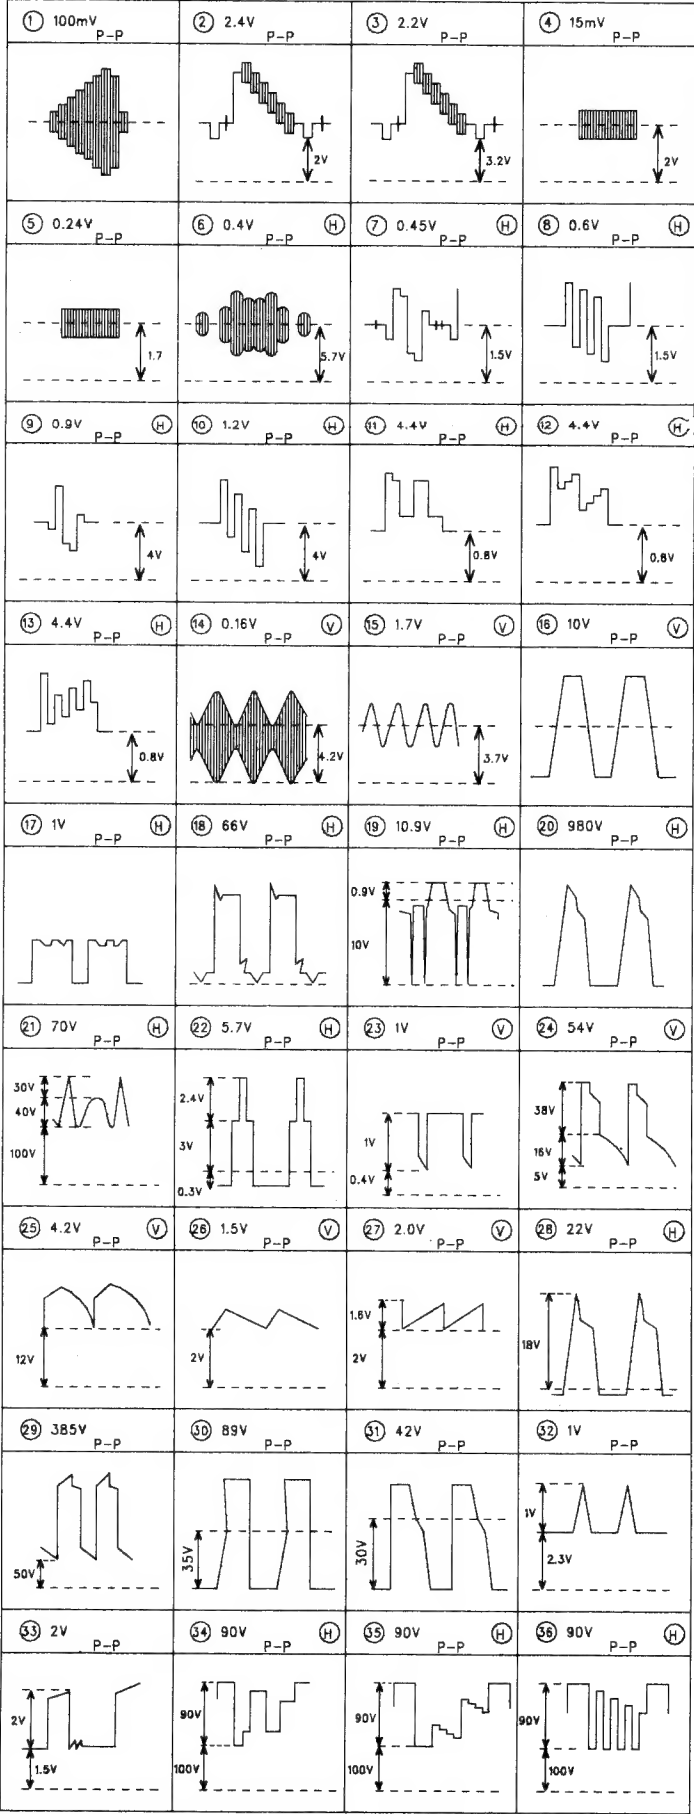 ① 100mV P-P ② 2.4V P-P ③ 2.2V P-P ④ 15mV P-P
2V 3.2V 2V
⑤ 0.24V P-P ⑥ 0.4V P-P Ⓗ ⑦ 0.45V P-P Ⓗ ⑧ 0.6V P-P Ⓗ
1.7 5.7V 1.5V 1.5V
⑨ 0.9V P-P Ⓗ ⑩ 1.2V P-P Ⓗ ⑪ 4.4V P-P Ⓗ ⑫ 4.4V P-P Ⓗ
4V 4V 0.8V 0.8V
⑬ 4.4V P-P Ⓗ ⑭ 0.16V P-P Ⓥ ⑮ 1.7V P-P Ⓥ ⑯ 10V P-P Ⓥ
0.8V 4.2V 3.7V
⑰ 1V P-P Ⓗ ⑱ 66V P-P Ⓗ ⑲ 10.9V P-P Ⓗ ⑳ 980V P-P Ⓗ
0.9V
10V
㉑ 70V P-P Ⓗ ㉒ 5.7V P-P Ⓗ ㉓ 1V P-P Ⓥ ㉔ 54V P-P Ⓥ
30V 2.4V 38V
40V 3V 1V 16V
100V 0.3V 0.4V 5V
㉕ 4.2V P-P Ⓥ ㉖ 1.5V P-P Ⓥ ㉗ 2.0V P-P Ⓥ ㉘ 22V P-P Ⓗ
1.6V
12V 2V 2V 18V
㉙ 385V P-P ㉚ 89V P-P ㉛ 42V P-P ㉜ 1V P-P
1V
50V 35V 30V 2.3V
㉝ 2V P-P ㉞ 90V P-P Ⓗ ㉟ 90V P-P Ⓗ ㊱ 90V P-P Ⓗ
2V 90V 90V 90V
1.5V 100V 100V 100V